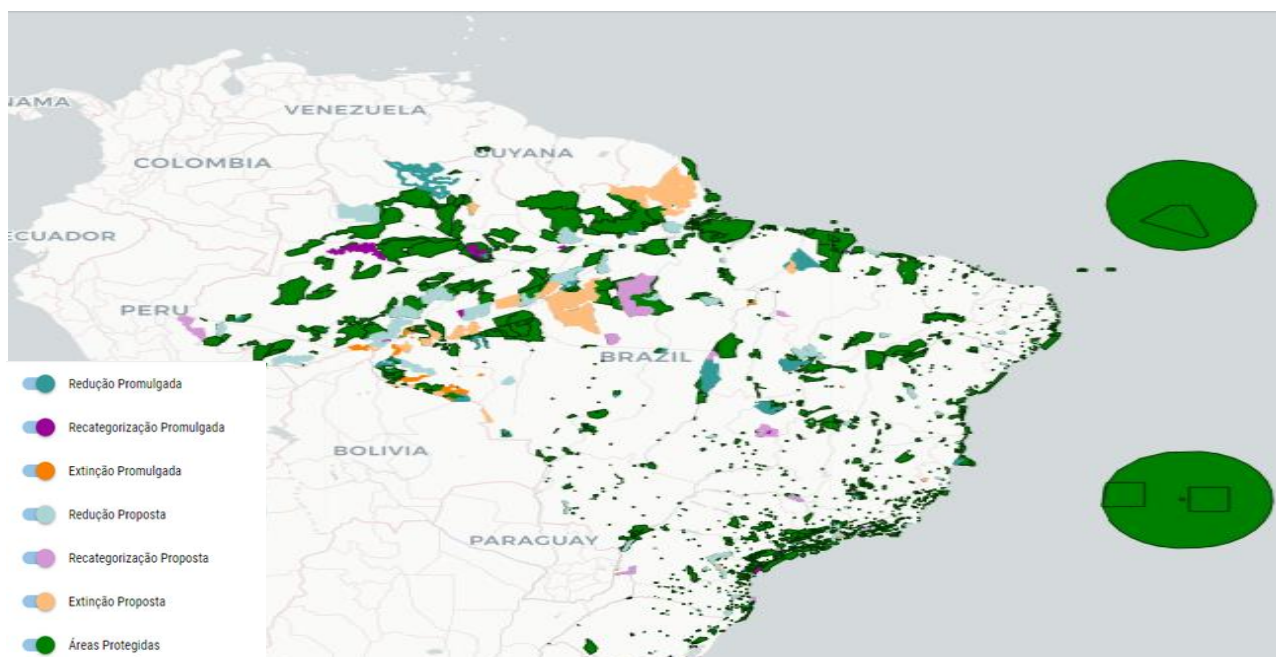 NAMA
VENEZUELA
GUYANA
COLOMBIA
ECUADOR
PERU
BRAZIL
BOLIVIA
PARAGUAY
Redução Promulgada
Recategorização Promulgada
Extinção Promulgada
Redução Proposta
Recategorização Proposta
Extinção Proposta
Áreas Protegidas